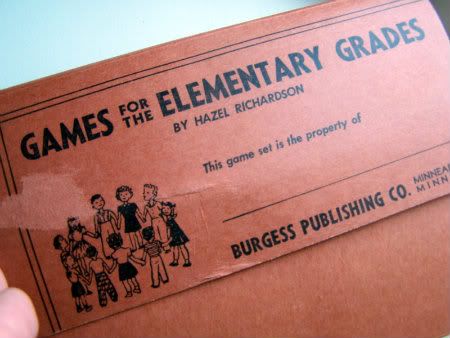 GAMES FOR THE ELEMENTARY GRADES
BY HAZEL RICHARDSON
This game set is the property of
BURGESS PUBLISHING CO.